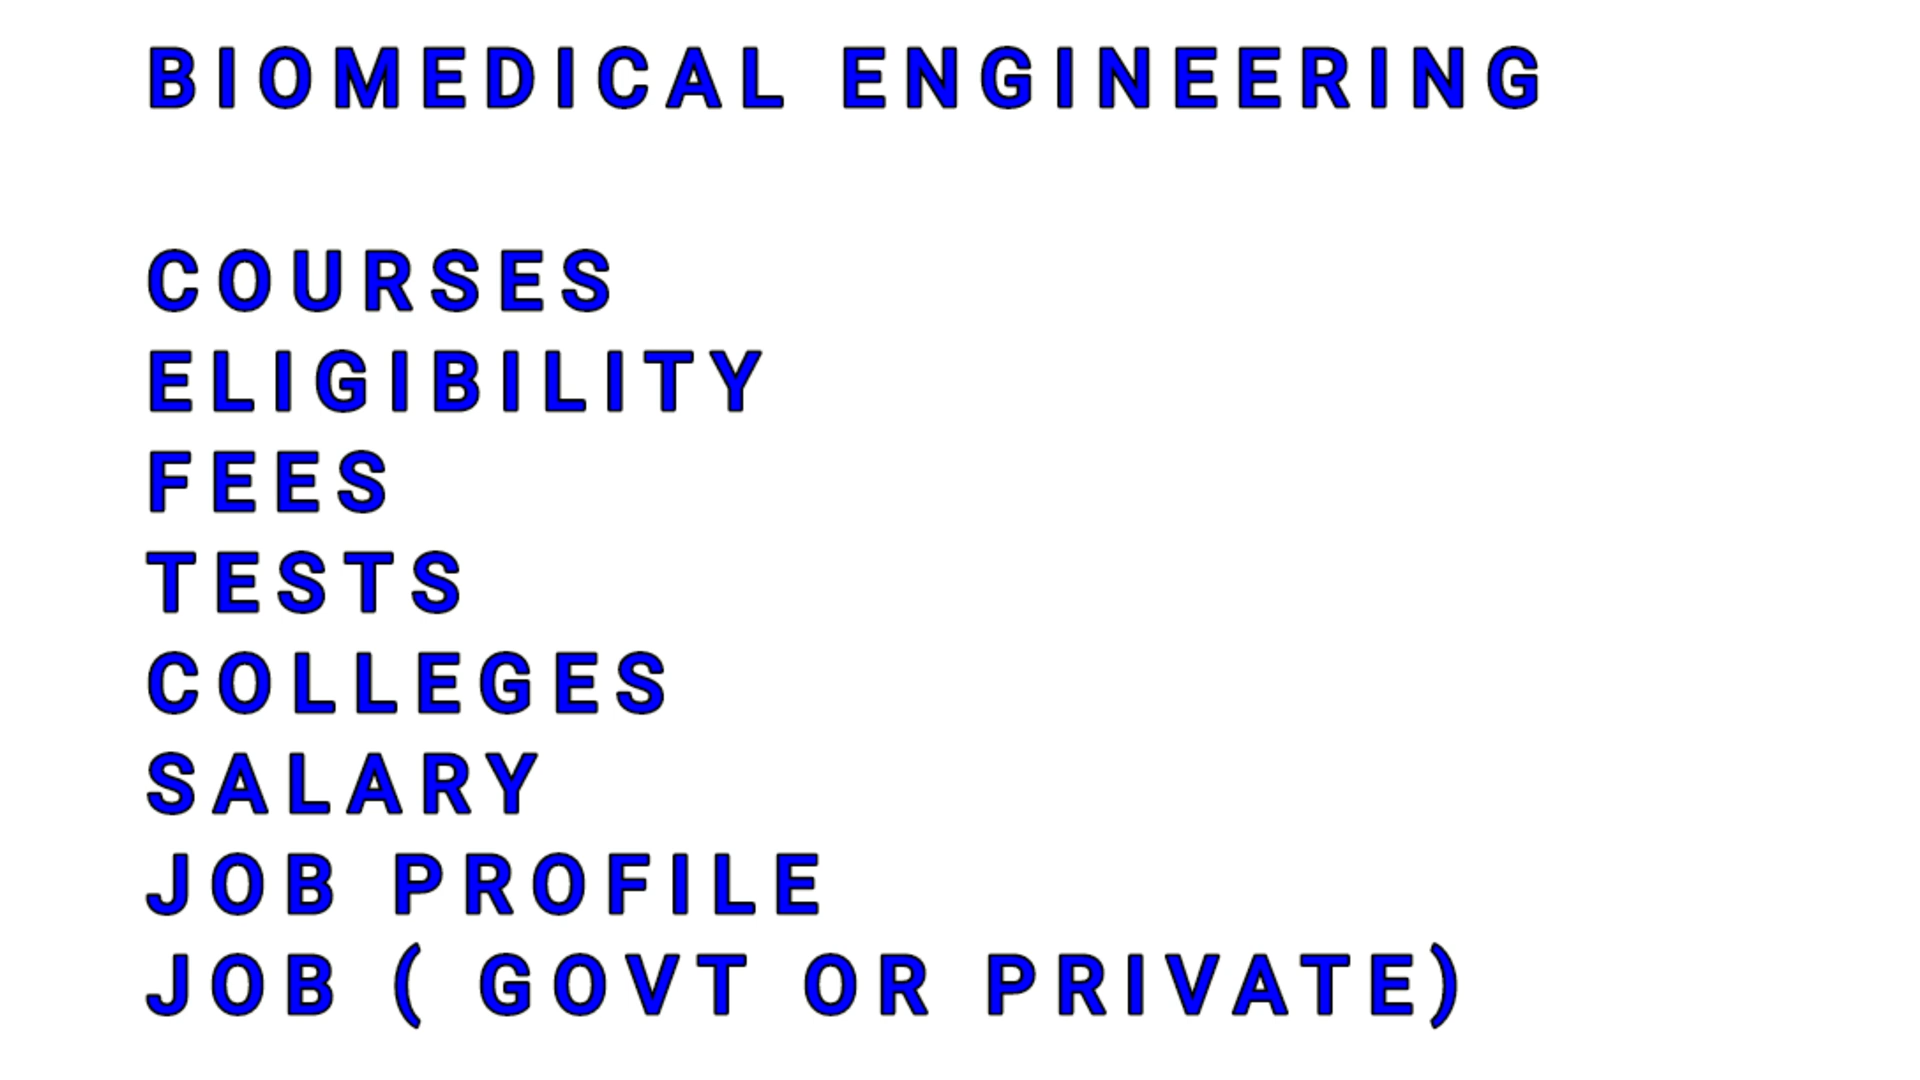 BIOMEDICAL ENGINEERING
COURSES
ELIGIBILITY
FEES
TESTS
COLLEGES
SALARY
JOB PROFILE
JOB ( GOVT OR PRIVATE)